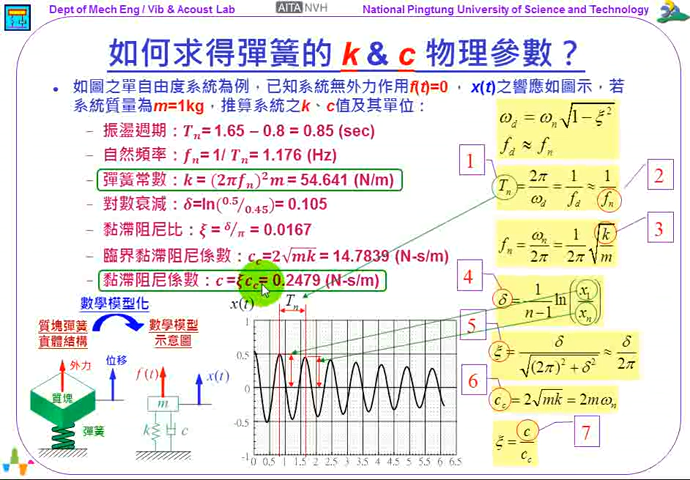 Dept of Mech Eng / Vib & Acoust Lab
AITA NVH
National Pingtung University of Science and Technology
如何求得彈簧的 k & c 物理參數？
• 如圖之單自由度系統為例，已知系統無外力作用f(t)=0 ，x(t)之響應如圖示，若
系統質量為m=1kg，推算系統之k、c值及其單位：
– 振盪週期：Tₙ= 1.65 – 0.8 = 0.85 (sec)
– 自然頻率：fₙ= 1/ Tₙ= 1.176 (Hz)
– 彈簧常數：k = (2πfₙ)²m = 54.641 (N/m)
– 對數衰減：δ=ln(0.5/0.45) = 0.105
– 黏滯阻尼比：ξ = δ/π = 0.0167
– 臨界黏滯阻尼係數：c_c=2√mk = 14.7839 (N-s/m)
– 黏滯阻尼係數：c =ξc_c= 0.2479 (N-s/m)
ω_d = ωₙ√1−ξ²
f_d ≈ fₙ
1
Tₙ = 2π/ω_d = 1/f_d ≈ 1/fₙ
2
fₙ = ωₙ/2π = 1/2π √k/m
3
4
δ = 1/n−1 ln(x₁/xₙ)
5
ξ = δ/√(2π)²+δ² ≈ δ/2π
6
c_c = 2√mk = 2mωₙ
ξ = c/c_c
7
數學模型化
質塊彈簧
實體結構
數學模型
示意圖
外力
位移
質塊
彈簧
f(t)
x(t)
m
k
c
x(t)
Tₙ
1
0.5
0
-0.5
-1
0 0.5 1 1.5 2 2.5 3 3.5 4 4.5 5 5.5 6 6.5